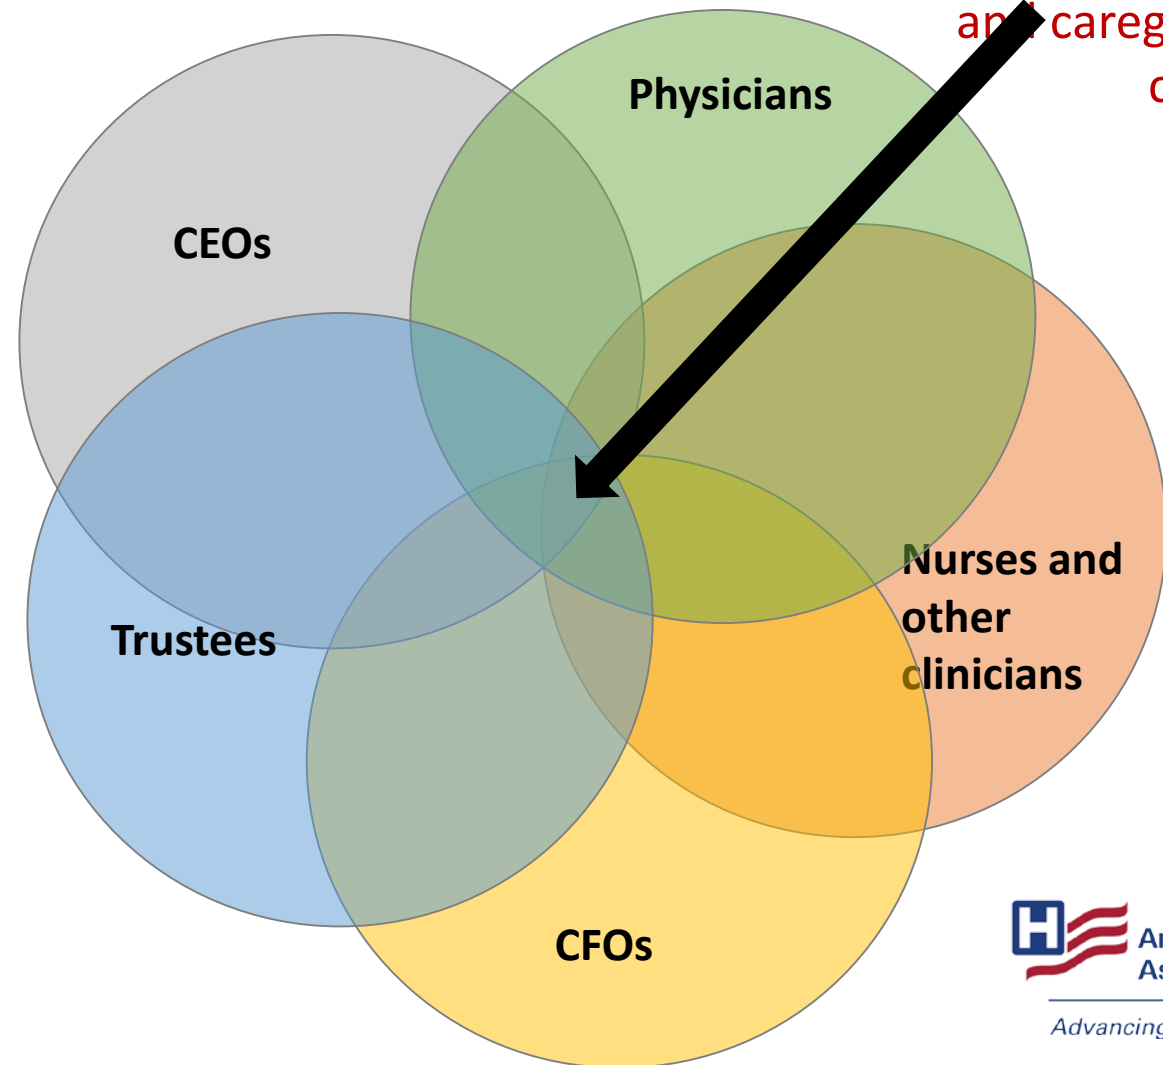 Physicians
CEOs
Nurses and
other
clinicians
Trustees
CFOs
H
Advancing